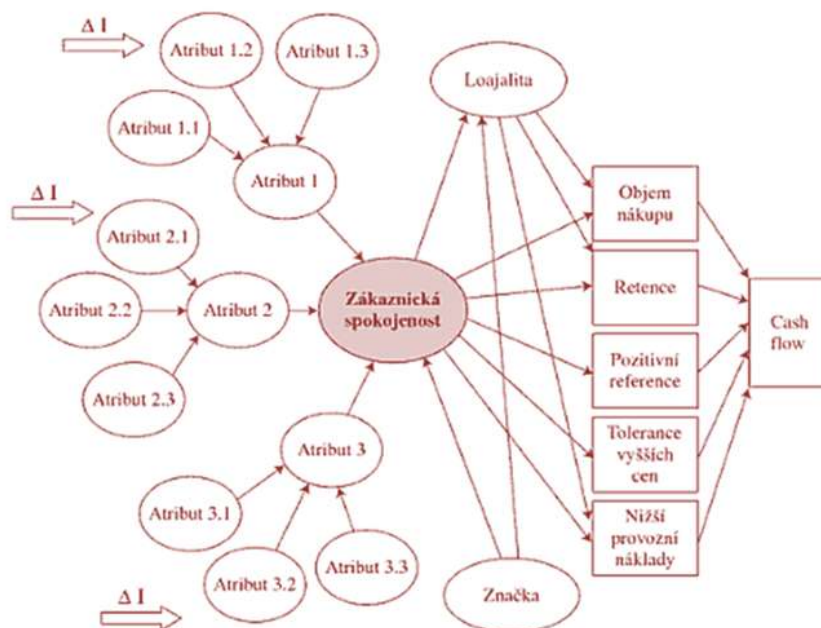 Δ I
Atribut 1.2
Atribut 1.3
Atribut 1.1
Atribut 1
Δ I
Atribut 2.1
Atribut 2.2
Atribut 2
Atribut 2.3
Zákaznická
spokojenost
Atribut 3
Atribut 3.1
Atribut 3.2
Atribut 3.3
Δ I
Loajalita
Objem
nákupu
Retence
Pozitivní
reference
Tolerance
vyšších
cen
Nižší
provozní
náklady
Cash
flow
Značka